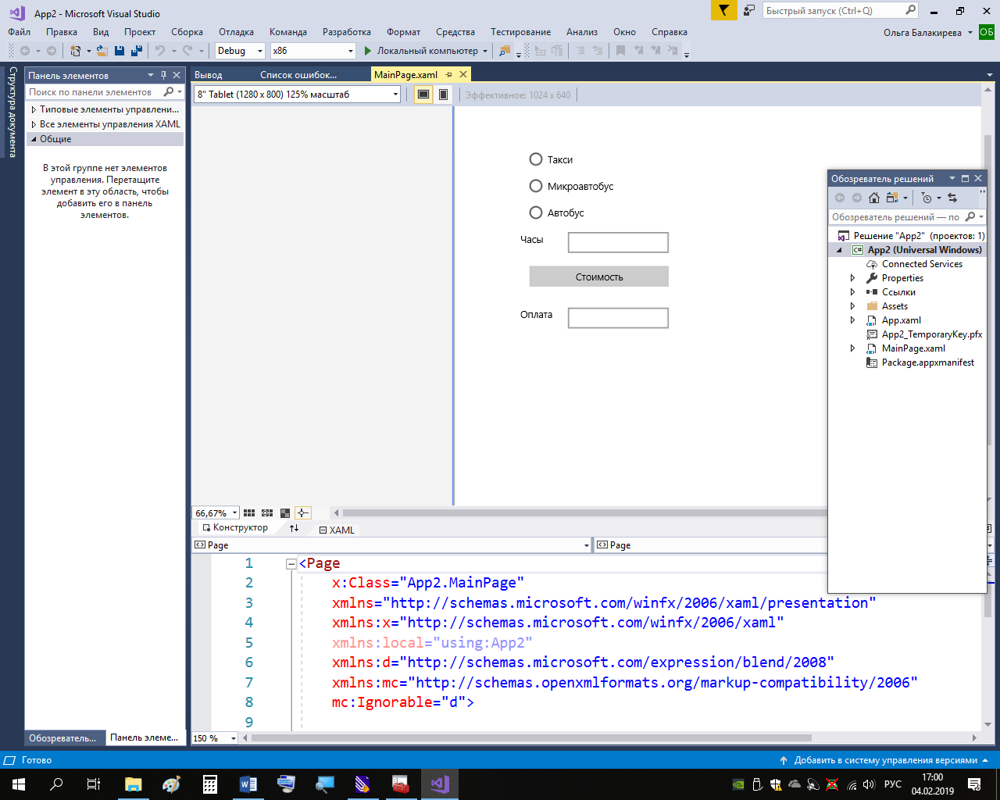 App2 - Microsoft Visual Studio
Быстрый запуск (Ctrl+Q)
Файл Правка Вид Проект Сборка Отладка Команда Разработка Формат Средства Тестирование Анализ Окно Справка
Ольга Балакирева ОБ
Debug x86 Локальный компьютер
Структура документа
Панель элементов
Поиск по панели элементов
Типовые элементы управлени...
Все элементы управления XAML
Общие
В этой группе нет элементов
управления. Перетащите
элемент в эту область, чтобы
добавить его в панель
элементов.
Обозреватель... Панель элеме...
Вывод Список ошибок... MainPage.xaml
8" Tablet (1280 x 800) 125% масштаб
Эффективное: 1024 x 640
Такси
Микроавтобус
Автобус
Часы
Стоимость
Оплата
Обозреватель решений
Обозреватель решений — по
Решение "App2" (проектов: 1)
C# App2 (Universal Windows)
Connected Services
Properties
Ссылки
Assets
App.xaml
App2_TemporaryKey.pfx
MainPage.xaml
Package.appxmanifest
66,67%
Конструктор XAML
Page Page
1 <Page
2 x:Class="App2.MainPage"
3 xmlns="http://schemas.microsoft.com/winfx/2006/xaml/presentation"
4 xmlns:x="http://schemas.microsoft.com/winfx/2006/xaml"
5 xmlns:local="using:App2"
6 xmlns:d="http://schemas.microsoft.com/expression/blend/2008"
7 xmlns:mc="http://schemas.openxmlformats.org/markup-compatibility/2006"
8 mc:Ignorable="d">
9
150 %
Готово
Добавить в систему управления версиями
РУС
17:00
04.02.2019